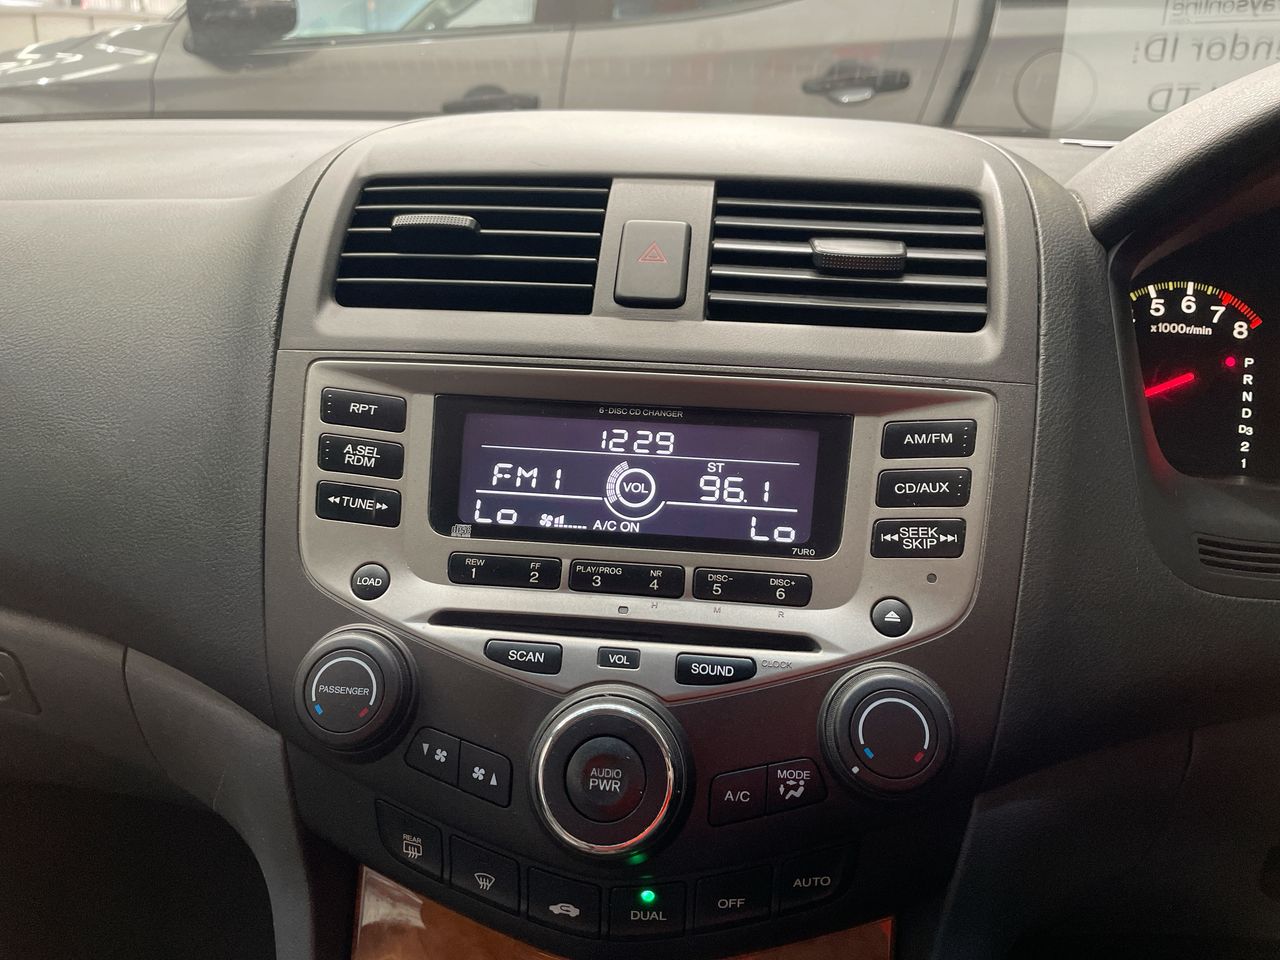 5 6 7 8
x1000r/min
P
R
N
D
D3
2
1
6-DISC CD CHANGER
1229
FM1
VOL
ST
96.1
Lo
A/C ON
Lo
7UR0
RPT
A.SEL
RDM
TUNE
AM/FM
CD/AUX
SEEK
SKIP
LOAD
REW
1
FF
2
PLAY/PROG
3
NR
4
DISC-
5
DISC+
6
H
M
R
SCAN
VOL
SOUND
CLOCK
PASSENGER
AUDIO
PWR
A/C
MODE
REAR
DUAL
OFF
AUTO